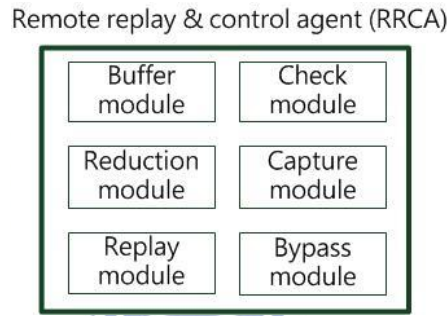 Remote replay & control agent (RRCA)
Buffer
module
Check
module
Reduction
module
Capture
module
Replay
module
Bypass
module